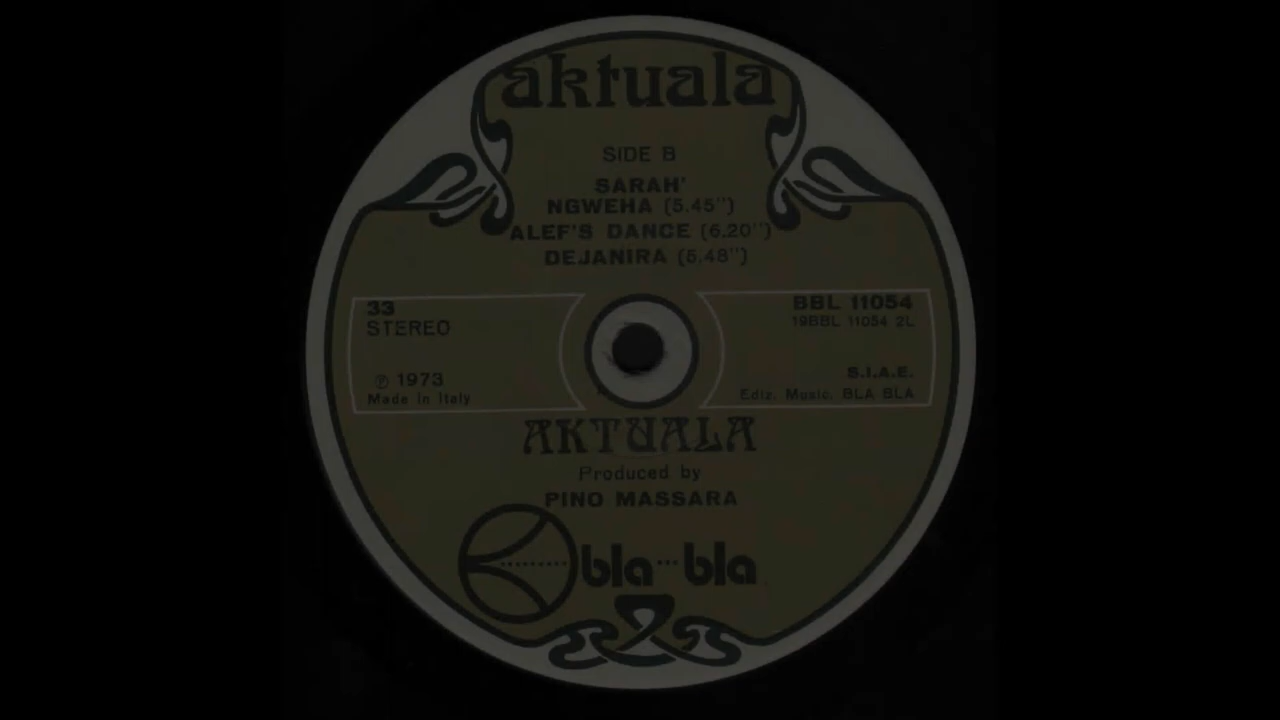 aktuala
SIDE B
SARAH'
NGWEHA (5.45")
ALEF'S DANCE (6.20")
DEJANIRA (5.48")
33
STEREO
℗ 1973
Made in Italy
BBL 11054
19BBL 11054 2L
S.I.A.E.
Ediz. Music. BLA BLA
AKTUALA
Produced by
PINO MASSARA
bla...bla